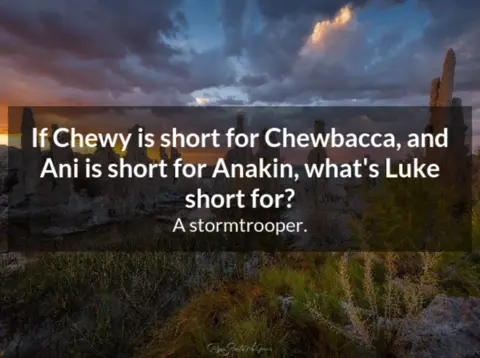 If Chewy is short for Chewbacca, and
Ani is short for Anakin, what's Luke
short for?
A stormtrooper.